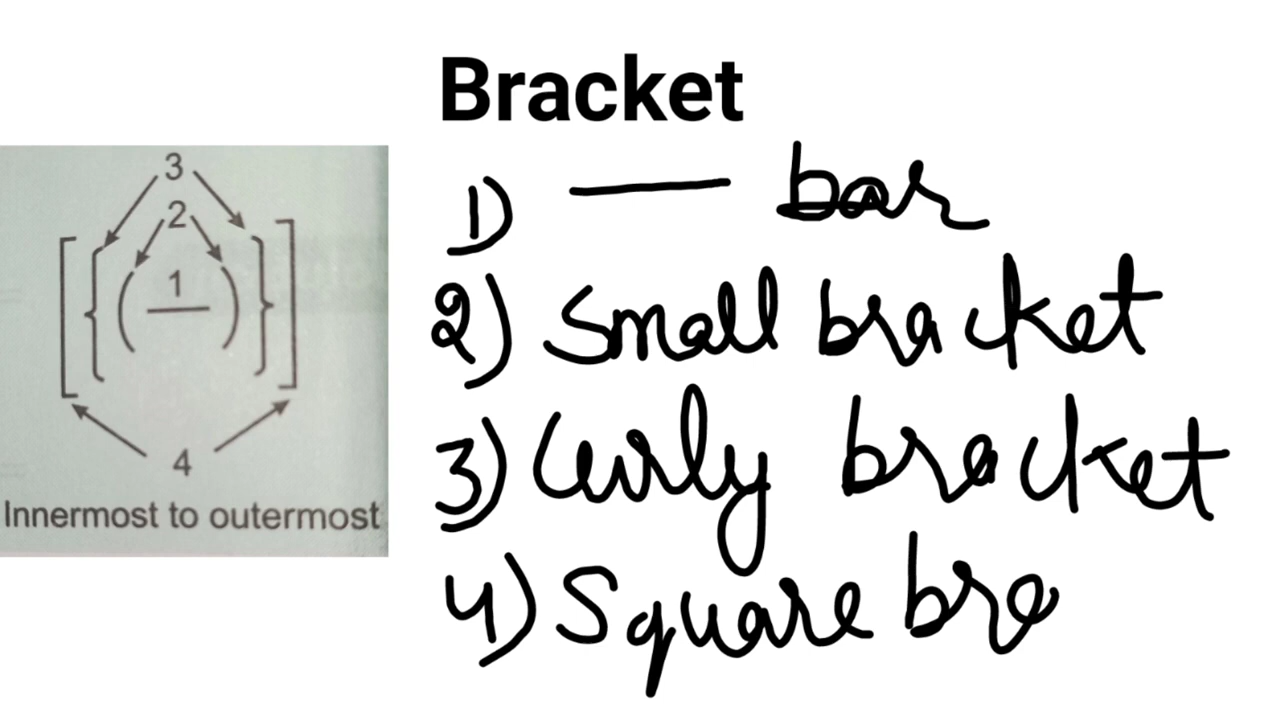 Bracket
3
2
1
4
Innermost to outermost
1) — bar
2) Small bracket
3) Curly bracket
4) Square bra